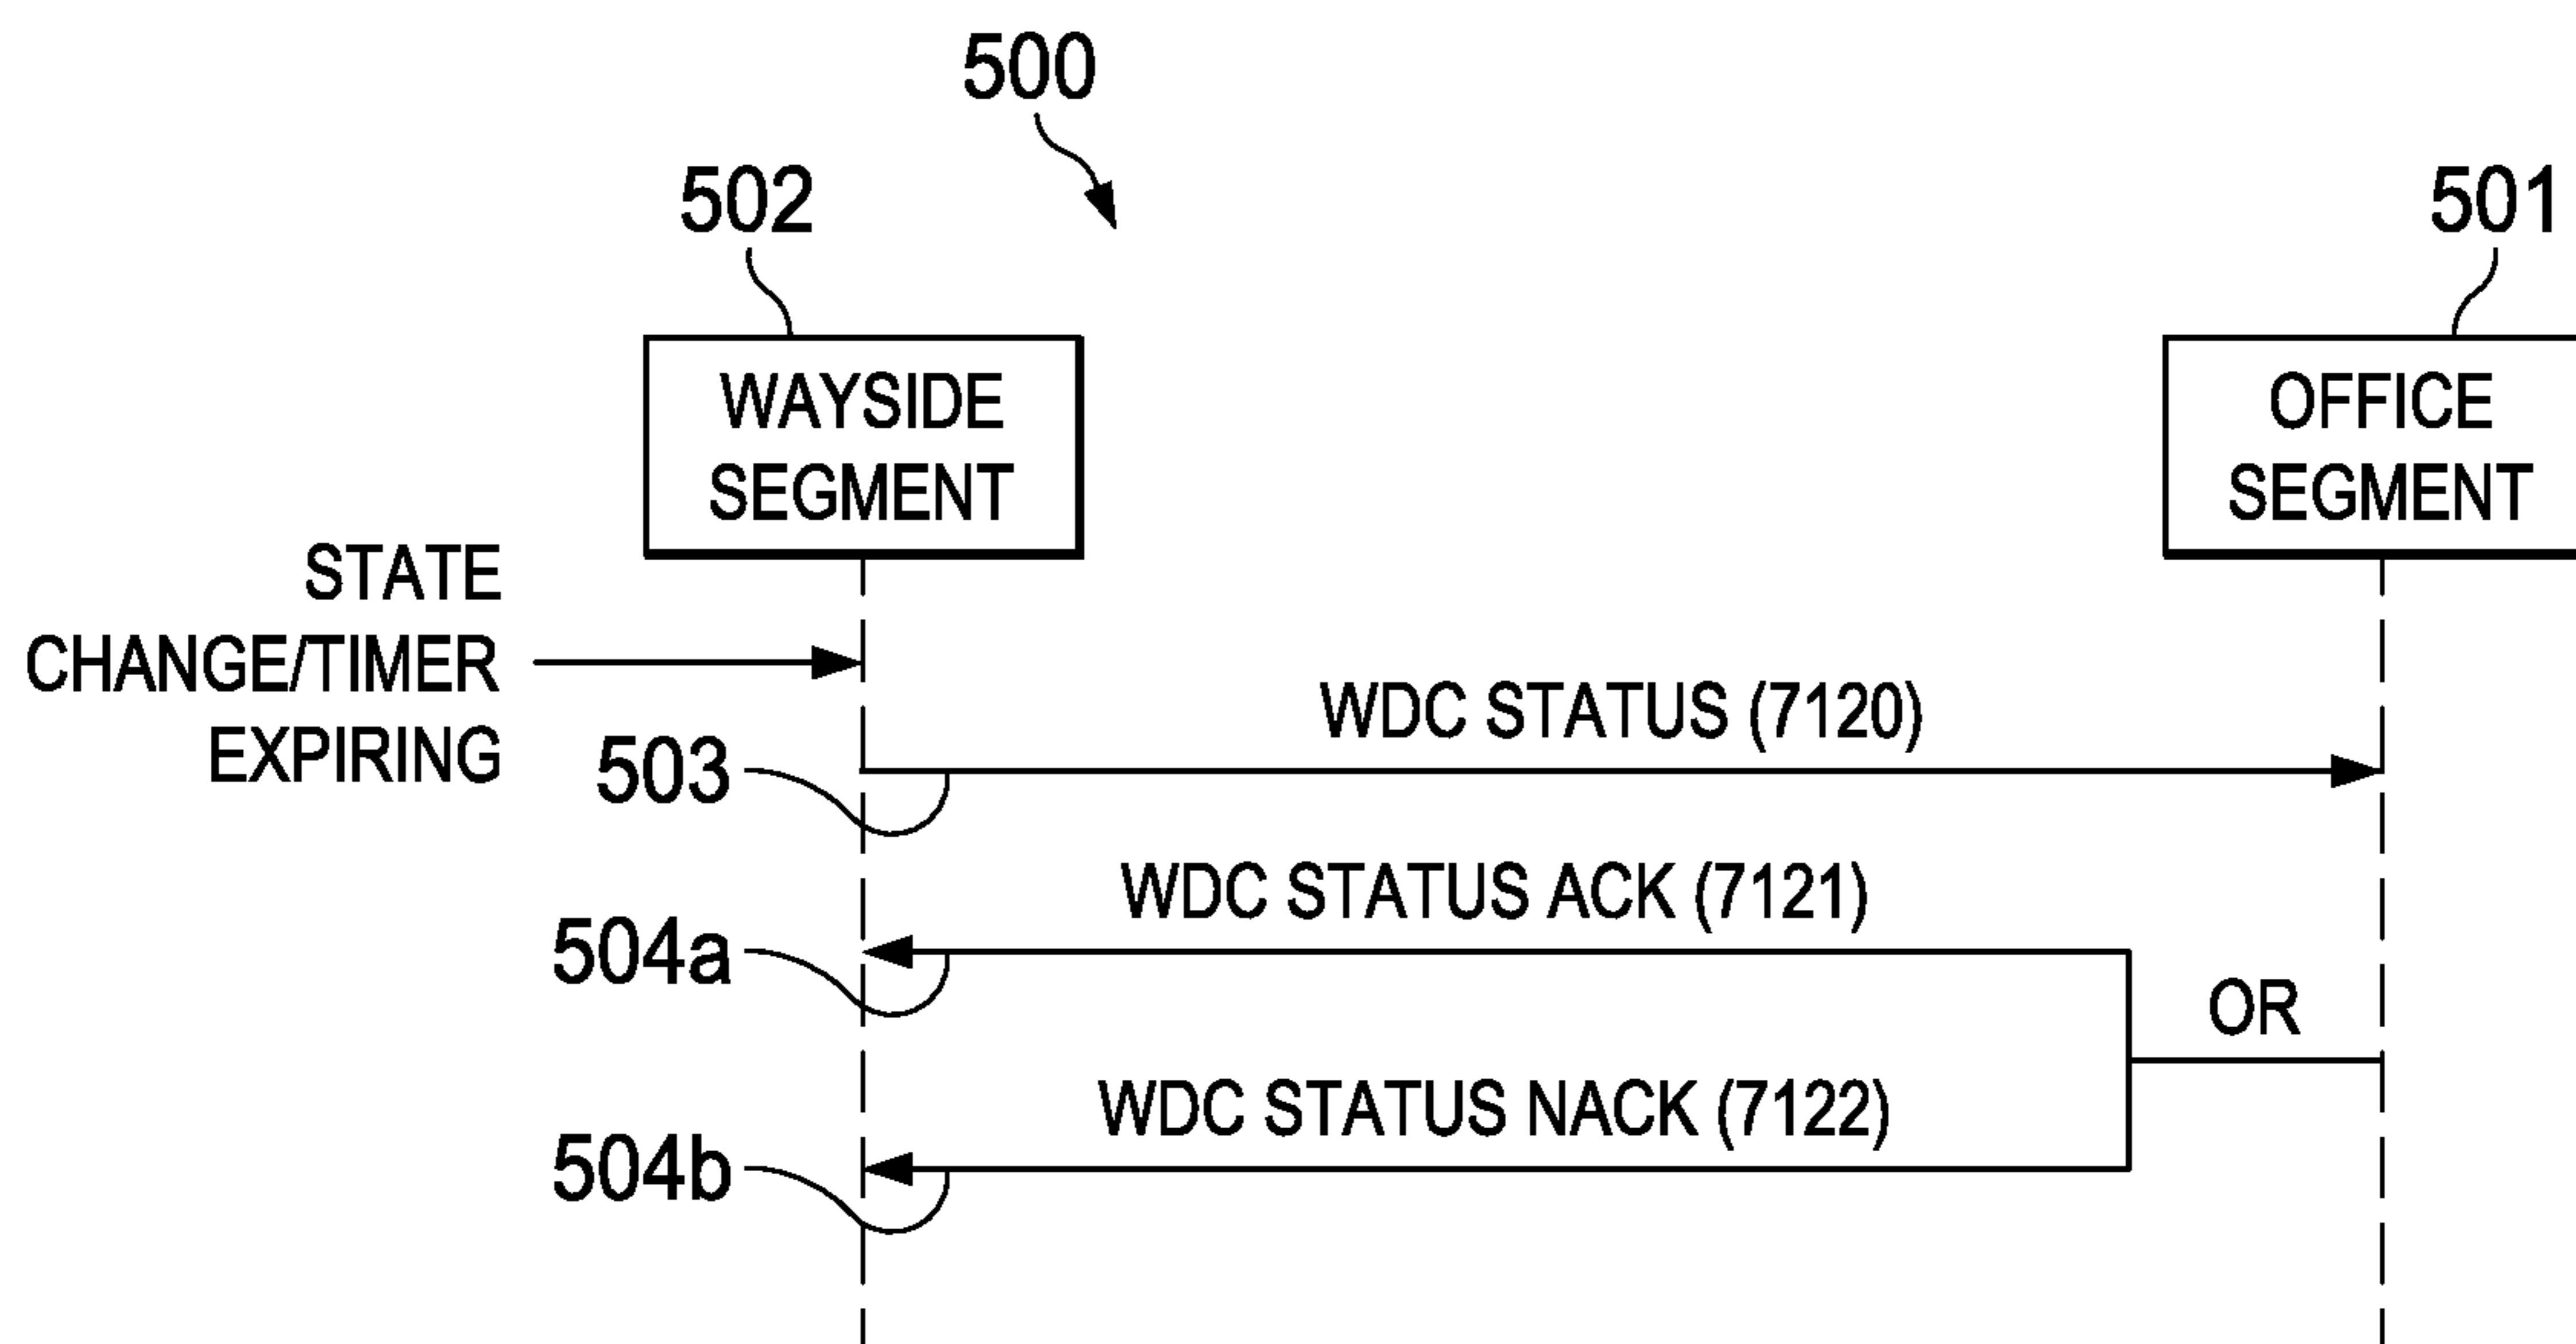 500
502
501
WAYSIDE
SEGMENT
OFFICE
SEGMENT
STATE
CHANGE/TIMER
EXPIRING
WDC STATUS (7120)
503
WDC STATUS ACK (7121)
504a
OR
WDC STATUS NACK (7122)
504b